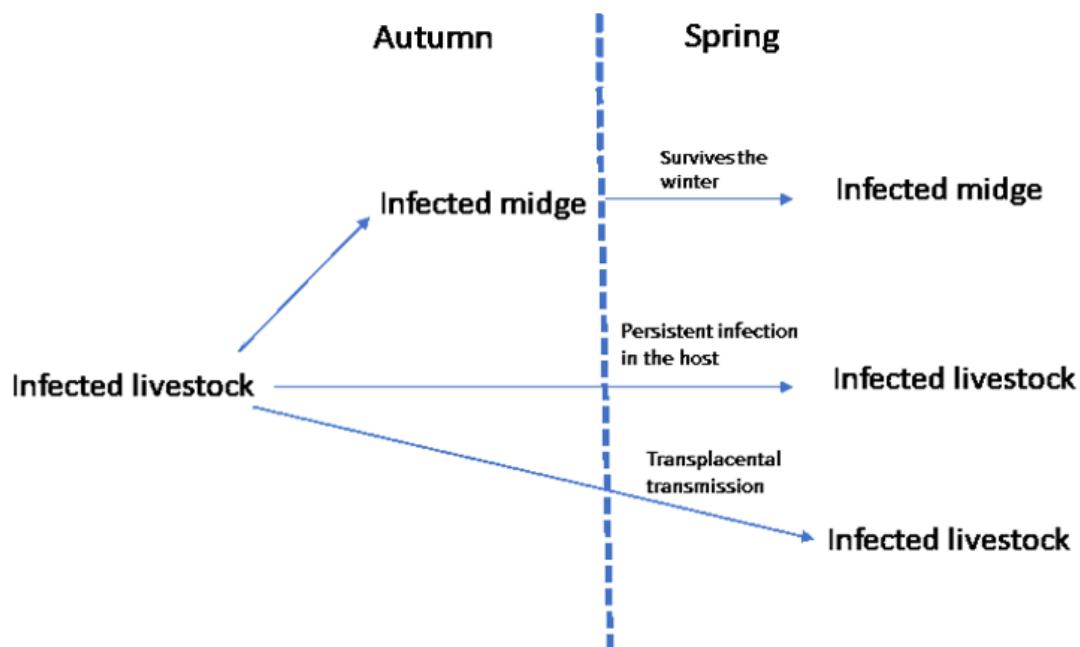 Autumn
Spring
Survives the
winter
Infected midge
Infected midge
Persistent infection
in the host
Infected livestock
Infected livestock
Transplacental
transmission
Infected livestock